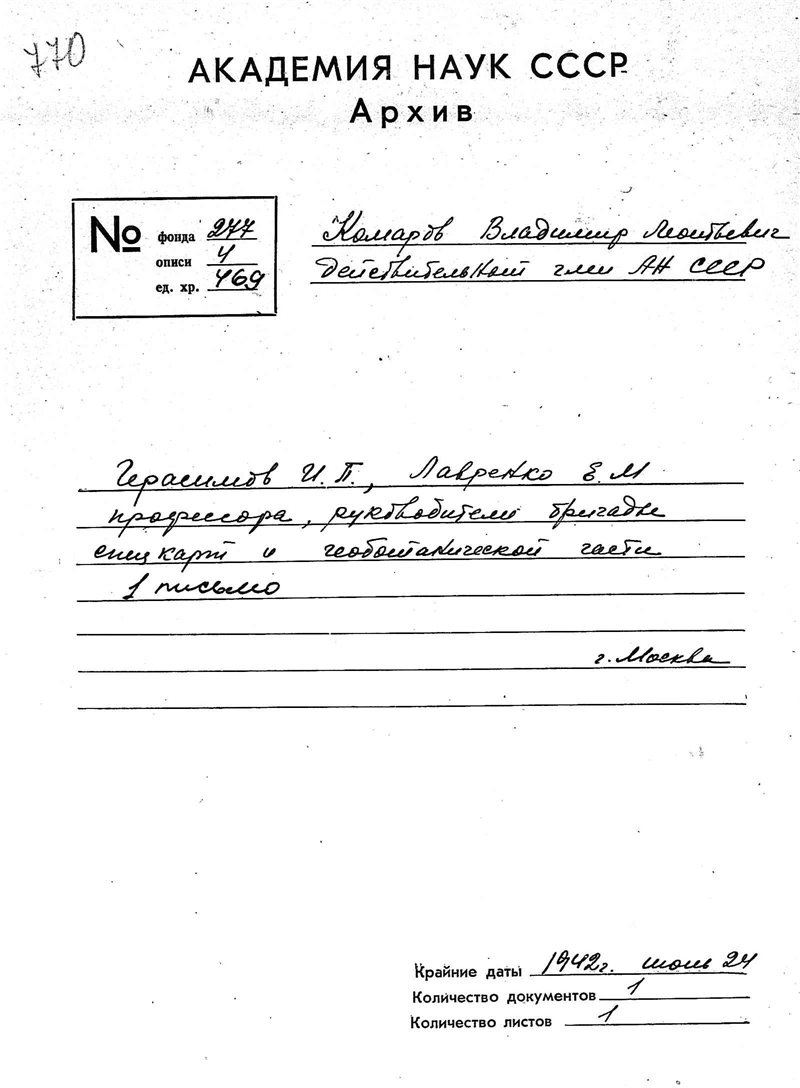 770
АКАДЕМИЯ НАУК СССР
Архив
№ фонда 277
описи 4
ед. хр. 469
Комаров Владимир Леонтьевич
действительный член АН СССР
Герасимов И.П., Лавренко Е.М
профессора, руководители бригады
спец карт и геоботанической части
1 письмо
г. Москва
Крайние даты 1942г. июнь 24
Количество документов 1
Количество листов 1